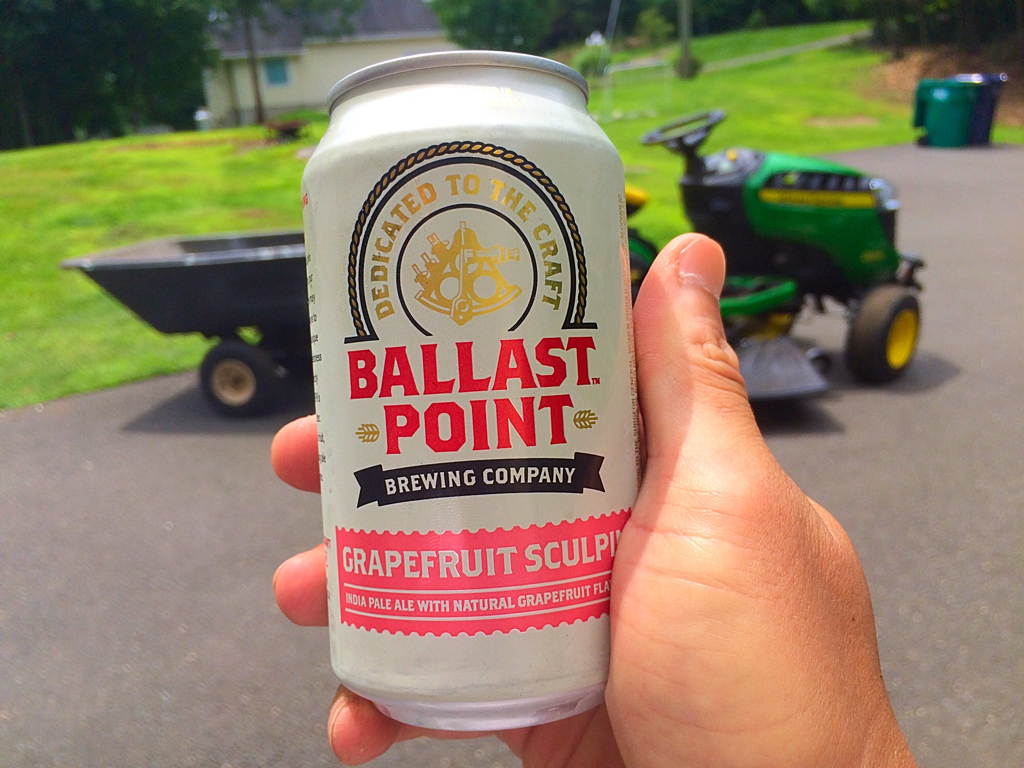 DEDICATED TO THE CRAFT
BALLAST
POINT
BREWING COMPANY
GRAPEFRUIT SCULPI
INDIA PALE ALE WITH NATURAL GRAPEFRUIT FLA